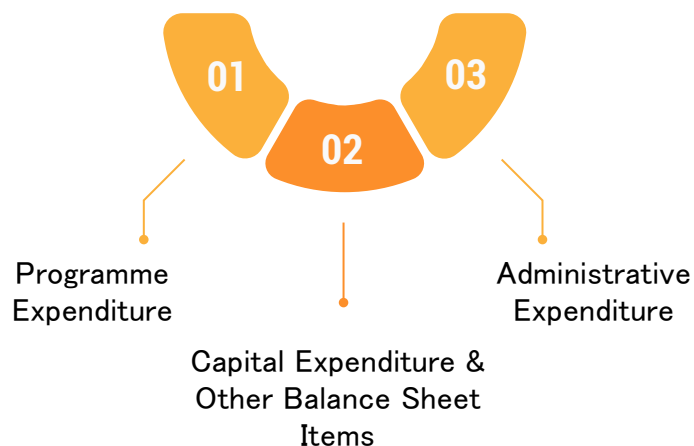 01
02
03
Programme
Expenditure
Capital Expenditure &
Other Balance Sheet
Items
Administrative
Expenditure